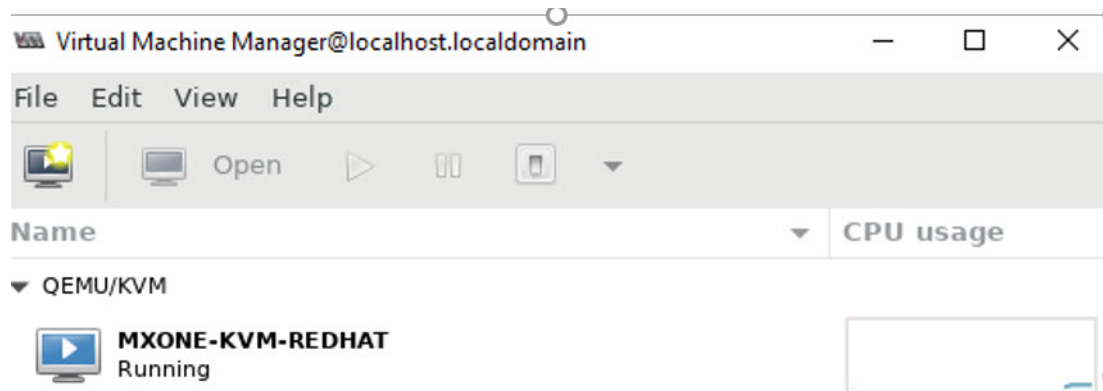 Virtual Machine Manager@localhost.localdomain
File Edit View Help
Open
Name CPU usage
QEMU/KVM
MXONE-KVM-REDHAT
Running